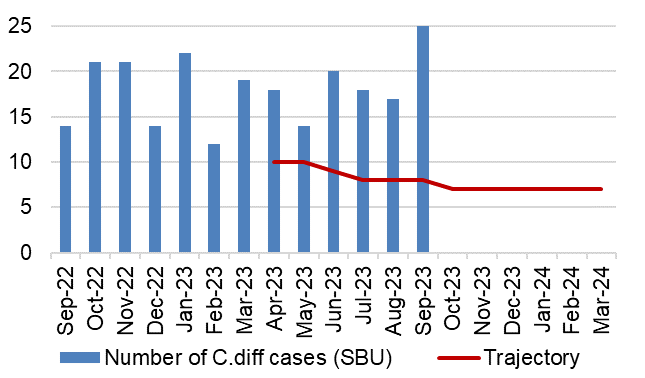 25
20
15
10
5
0
Sep-22
Oct-22
Nov-22
Dec-22
Jan-23
Feb-23
Mar-23
Apr-23
May-23
Jun-23
Jul-23
Aug-23
Sep-23
Oct-23
Nov-23
Dec-23
Jan-24
Feb-24
Mar-24
Number of C.diff cases (SBU) Trajectory